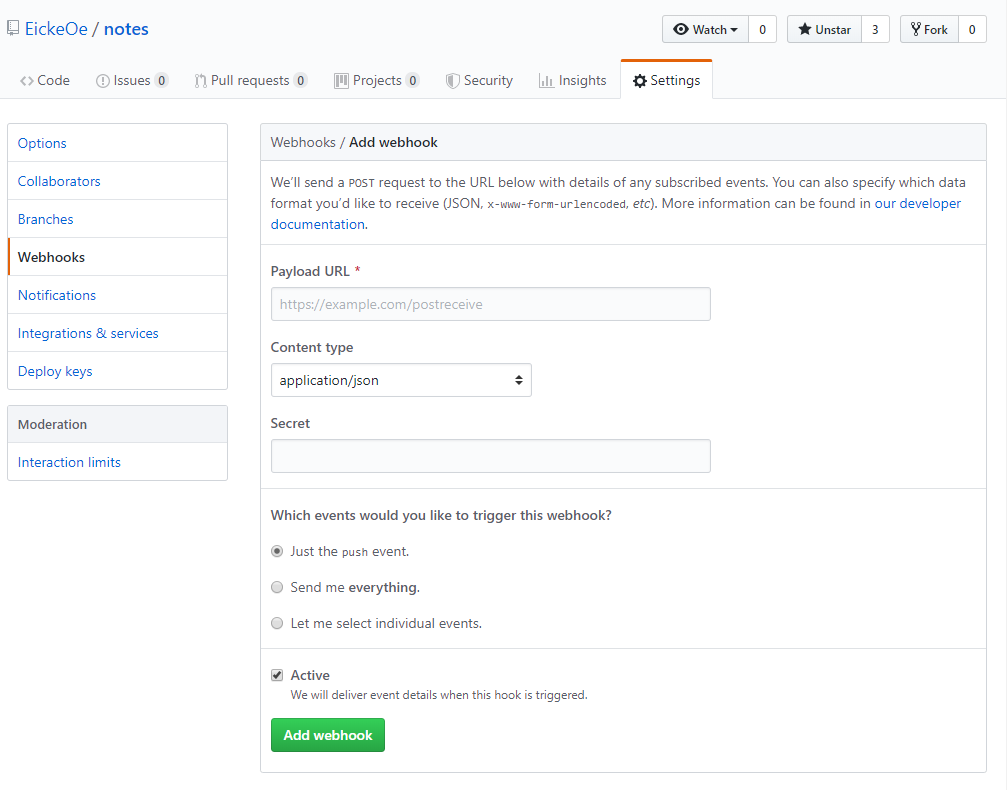 EickeOe / notes
Watch 0 Unstar 3 Fork 0
Code Issues 0 Pull requests 0 Projects 0 Security Insights Settings
Options
Collaborators
Branches
Webhooks
Notifications
Integrations & services
Deploy keys
Moderation
Interaction limits
Webhooks / Add webhook
We’ll send a POST request to the URL below with details of any subscribed events. You can also specify which data
format you’d like to receive (JSON, x-www-form-urlencoded, etc). More information can be found in our developer
documentation.
Payload URL *
https://example.com/postreceive
Content type
application/json
Secret
Which events would you like to trigger this webhook?
Just the push event.
Send me everything.
Let me select individual events.
Active
We will deliver event details when this hook is triggered.
Add webhook